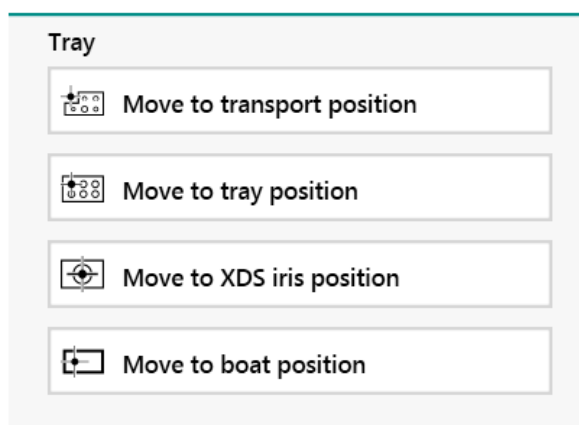 Tray
Move to transport position
Move to tray position
Move to XDS iris position
Move to boat position